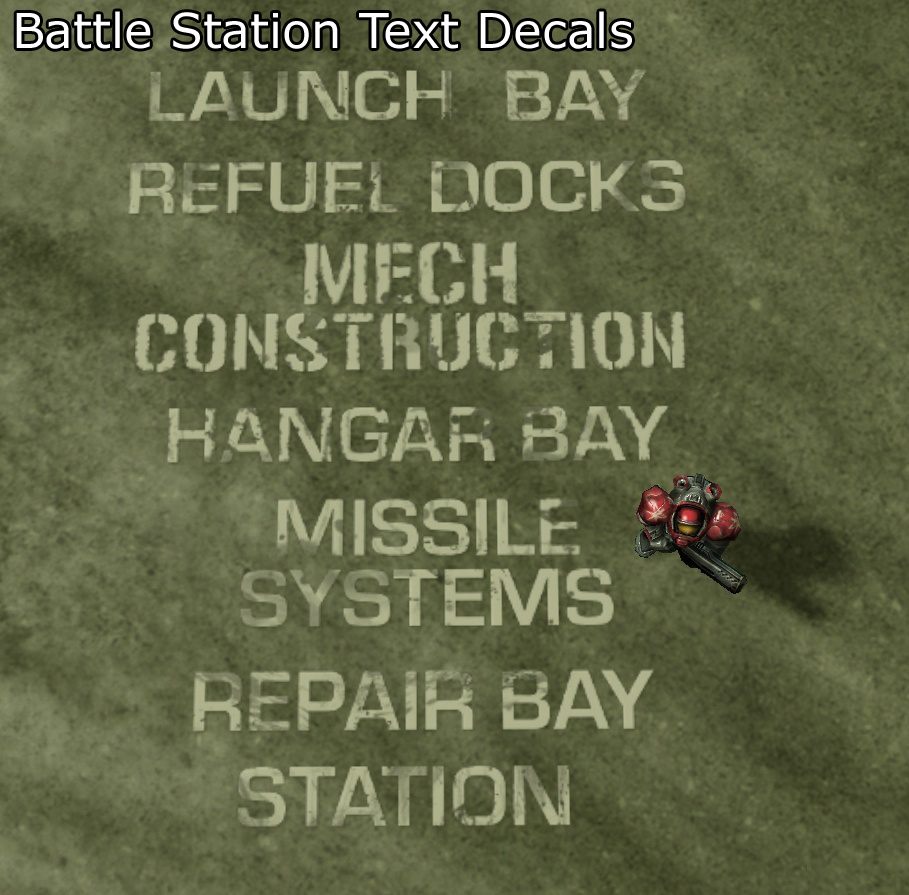 Battle Station Text Decals
LAUNCH BAY
REFUEL DOCKS
MECH
CONSTRUCTION
HANGAR BAY
MISSILE
SYSTEMS
REPAIR BAY
STATION